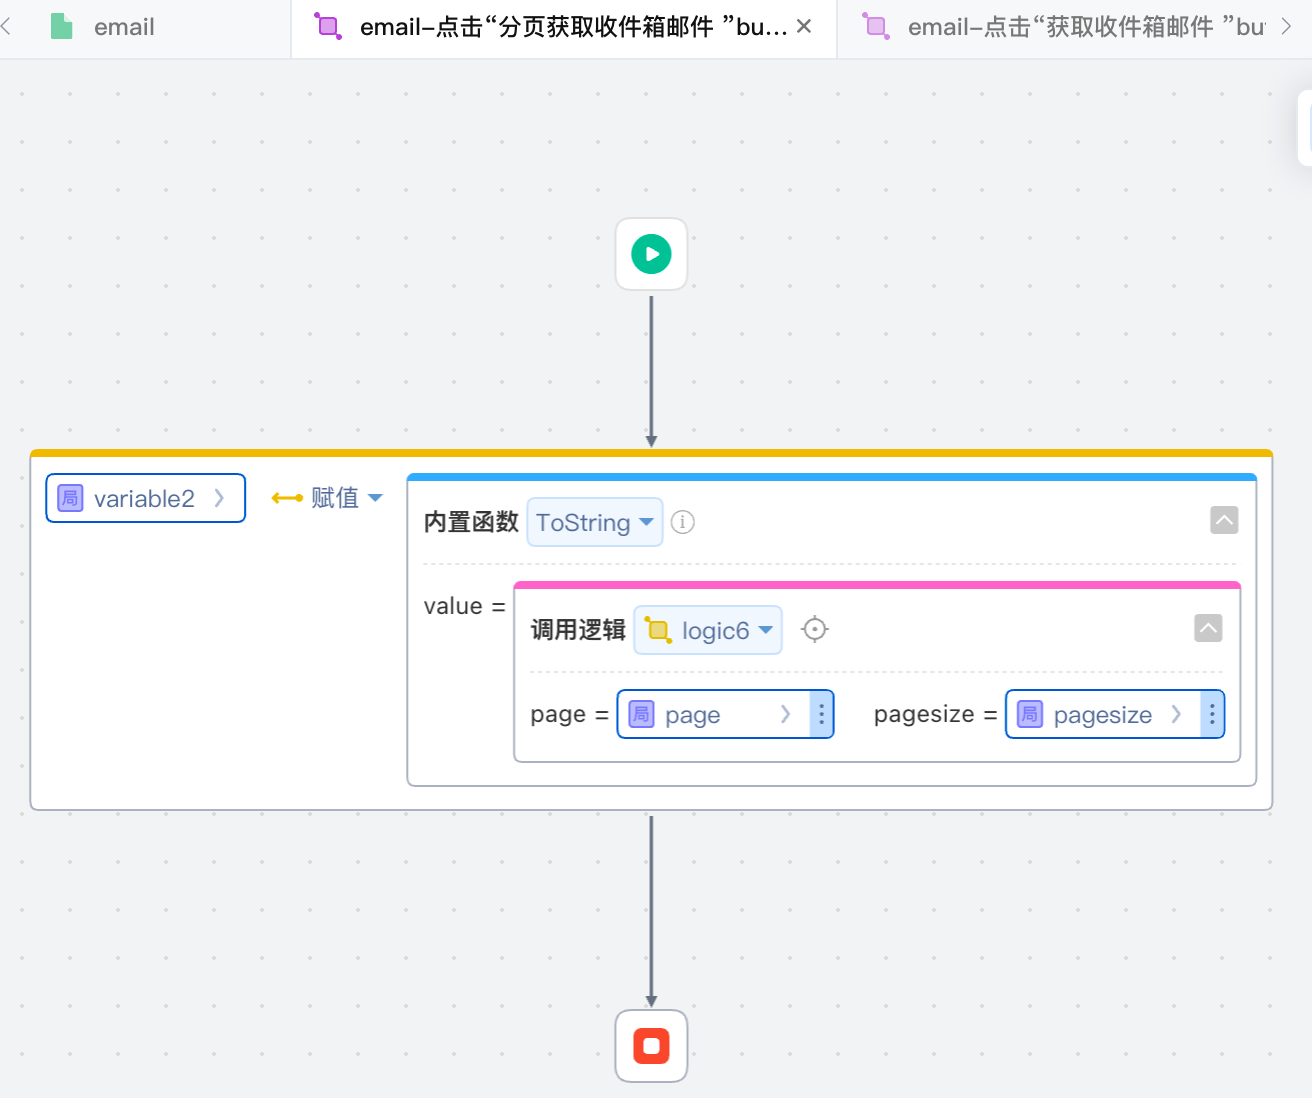 email
email-点击“分页获取收件箱邮件 ”bu...
email-点击“获取收件箱邮件 ”bu
局 variable2
赋值
内置函数 ToString
value =
调用逻辑 logic6
page = 局 page
pagesize = 局 pagesize